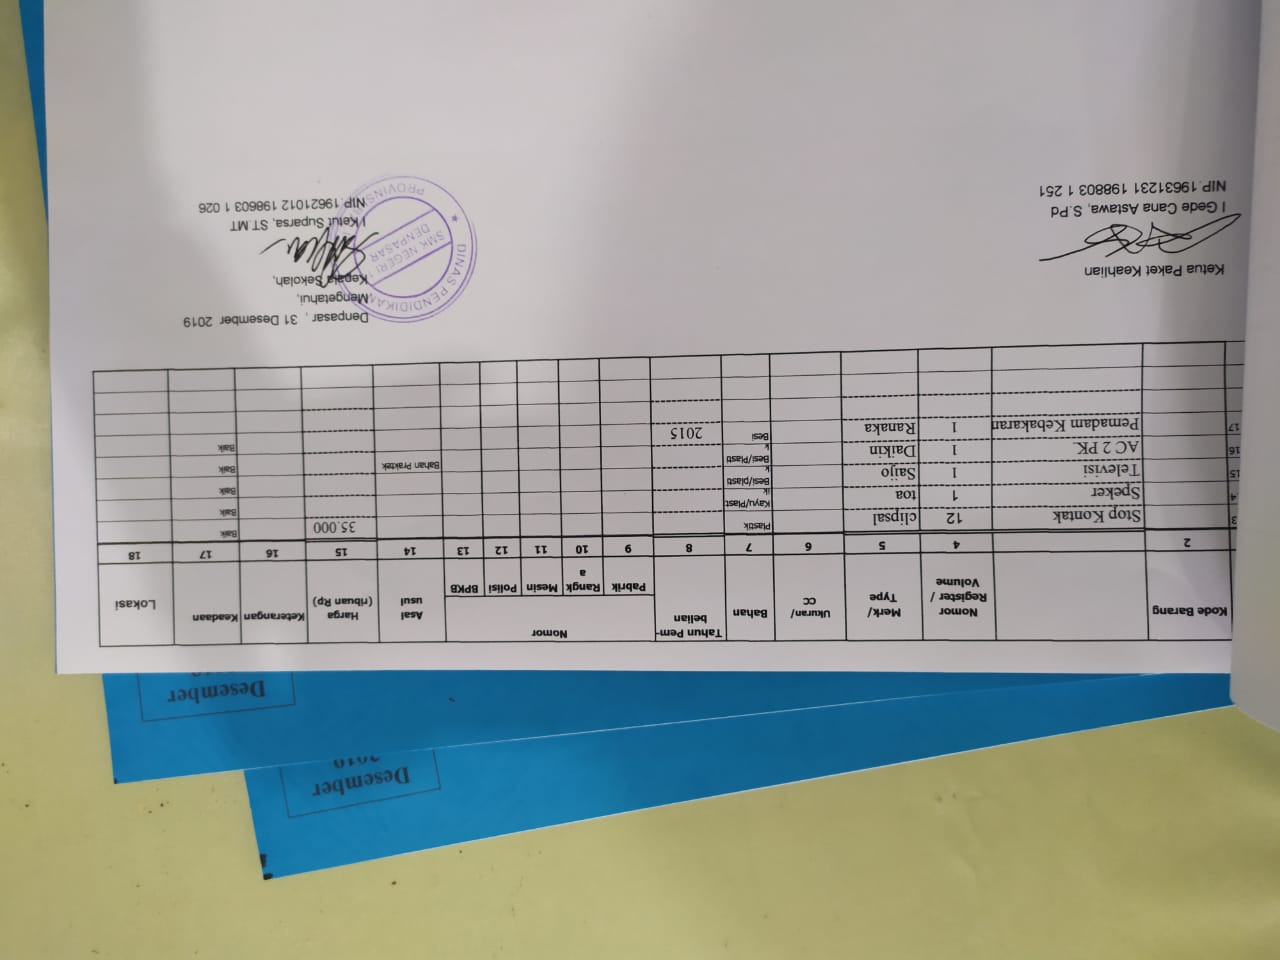 Kode Barang Nomor Register / Volume Merk/ Type Ukuran/ CC Bahan Tahun Pem- belian Nomor Asal usul Harga (ribuan Rp) Keterangan Keadaan Lokasi
Pabrik Rangka Mesin Polisi BPKB
2 4 5 6 7 8 9 10 11 12 13 14 15 16 17 18
3 Stop Kontak 12 clipsal Plastik 35.000 Baik
4 Speker 1 toa Kayu/Plastik Baik
15 Televisi 1 Saijo Besi/plastik Baik
16 AC 2 PK 1 Daikin Besi/Plastik Bahan Praktek Baik
17 Pemadam Kebakaran 1 Ranaka Besi 2015 Baik
Denpasar , 31 Desember 2019
Mengetahui,
Ketua Paket Keahlian
Kepala Sekolah,
I Gede Cana Astawa, S.Pd
NIP.19631231 198803 1 251
I Ketut Suparsa, ST.MT
NIP.19621012 198603 1 026
DINAS PENDIDIKAN
SMK NEGERI
DENPASAR
PROVINSI
Desember
Desember